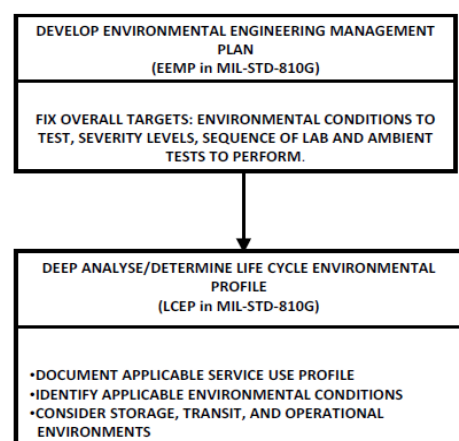 DEVELOP ENVIRONMENTAL ENGINEERING MANAGEMENT
PLAN
(EEMP in MIL-STD-810G)
FIX OVERALL TARGETS: ENVIRONMENTAL CONDITIONS TO
TEST, SEVERITY LEVELS, SEQUENCE OF LAB AND AMBIENT
TESTS TO PERFORM.
DEEP ANALYSE/DETERMINE LIFE CYCLE ENVIRONMENTAL
PROFILE
(LCEP in MIL-STD-810G)
•DOCUMENT APPLICABLE SERVICE USE PROFILE
•IDENTIFY APPLICABLE ENVIRONMENTAL CONDITIONS
•CONSIDER STORAGE, TRANSIT, AND OPERATIONAL
ENVIRONMENTS